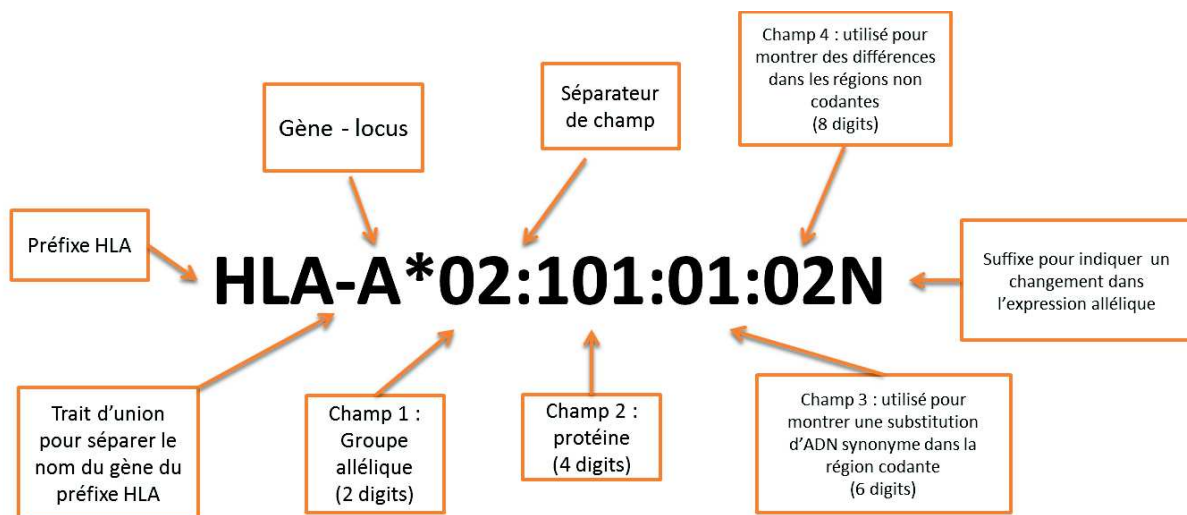 Champ 4 : utilisé pour
montrer des différences
dans les régions non
codantes
(8 digits)
Séparateur
de champ
Gène - locus
Préfixe HLA
HLA-A*02:101:01:02N
Suffixe pour indiquer un
changement dans
l'expression allélique
Trait d'union
pour séparer le
nom du gène du
préfixe HLA
Champ 1 :
Groupe
allélique
(2 digits)
Champ 2 :
protéine
(4 digits)
Champ 3 : utilisé pour
montrer une substitution
d'ADN synonyme dans la
région codante
(6 digits)